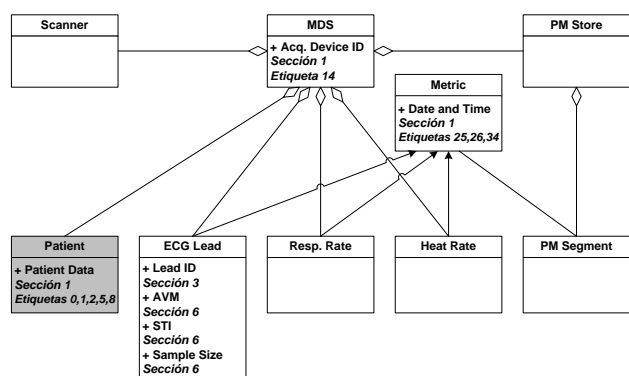 Scanner
MDS
+ Acq. Device ID
Sección 1
Etiqueta 14
PM Store
Metric
+ Date and Time
Sección 1
Etiquetas 25,26,34
Patient
+ Patient Data
Sección 1
Etiquetas 0,1,2,5,8
ECG Lead
+ Lead ID
Sección 3
+ AVM
Sección 6
+ STI
Sección 6
+ Sample Size
Sección 6
Resp. Rate
Heat Rate
PM Segment